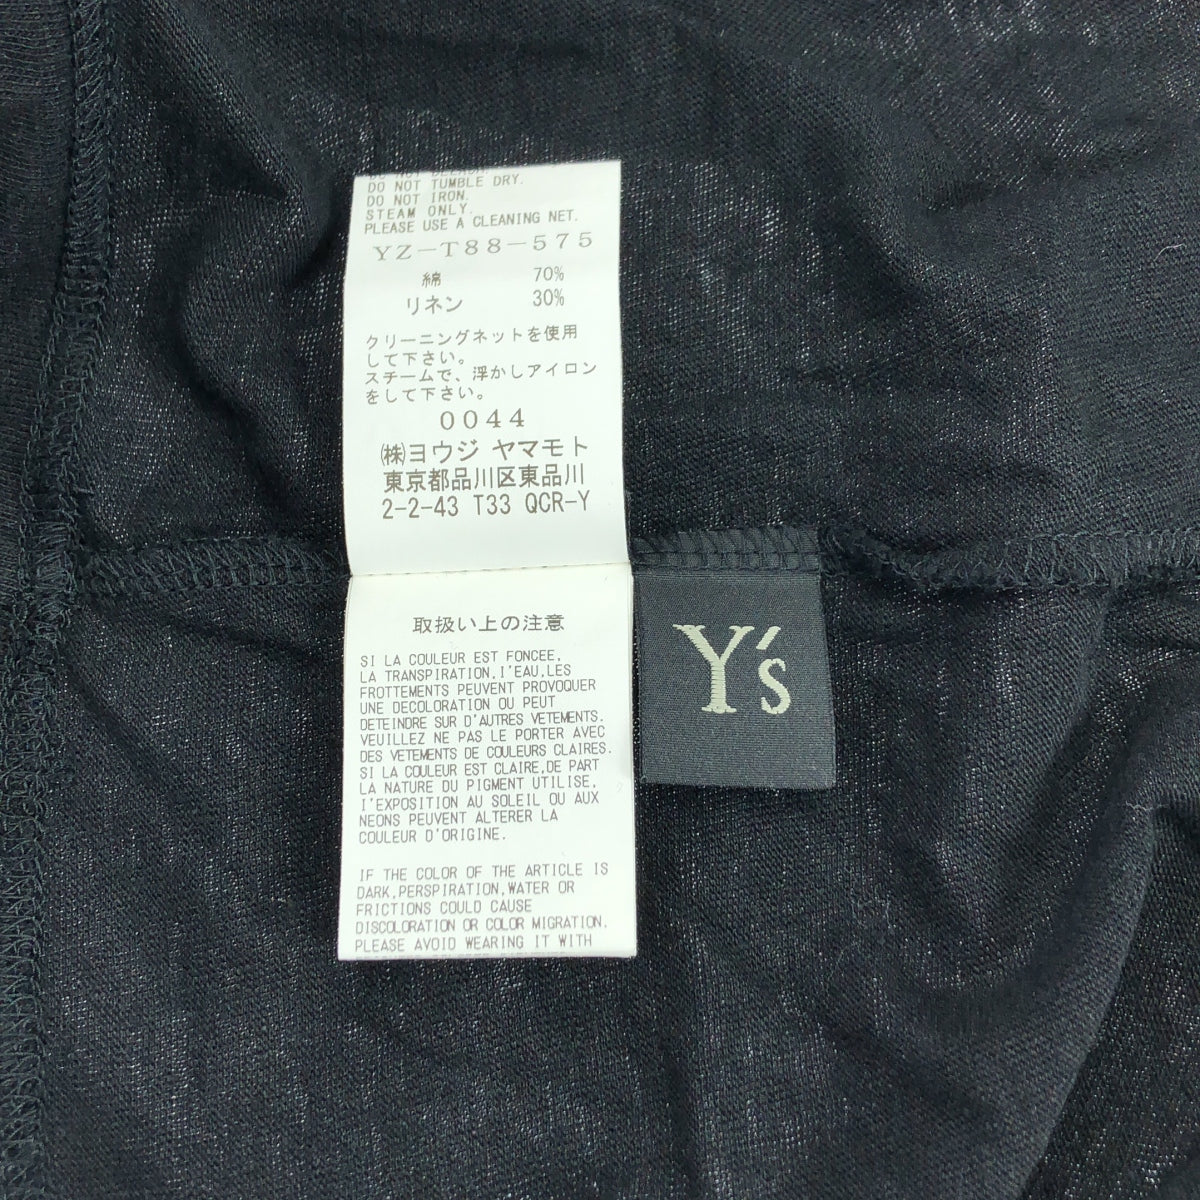 DO NOT BLEACH.
DO NOT TUMBLE DRY.
DO NOT IRON.
STEAM ONLY.
PLEASE USE A CLEANING NET.
YZ-T88-575
綿 70%
リネン 30%
クリーニングネットを使用
して下さい。
スチームで、浮かしアイロン
をして下さい。
0044
㈱ヨウジ ヤマモト
東京都品川区東品川
2-2-43 T33 QCR-Y
取扱い上の注意
SI LA COULEUR EST FONCEE,
LA TRANSPIRATION,I'EAU,LES
FROTTEMENTS PEUVENT PROVOQUER
UNE DECOLORATION OU PEUT
DETEINDRE SUR D'AUTRES VETEMENTS.
VEUILLEZ NE PAS LE PORTER AVEC
DES VETEMENTS DE COULEURS CLAIRES.
SI LA COULEUR EST CLAIRE,DE PART
LA NATURE DU PIGMENT UTILISE,
I'EXPOSITION AU SOLEIL OU AUX
NEONS PEUVENT ALTERER LA
COULEUR D'ORIGINE.
IF THE COLOR OF THE ARTICLE IS
DARK,PERSPIRATION,WATER OR
FRICTIONS COULD CAUSE
DISCOLORATION OR COLOR MIGRATION.
PLEASE AVOID WEARING IT WITH
Y's